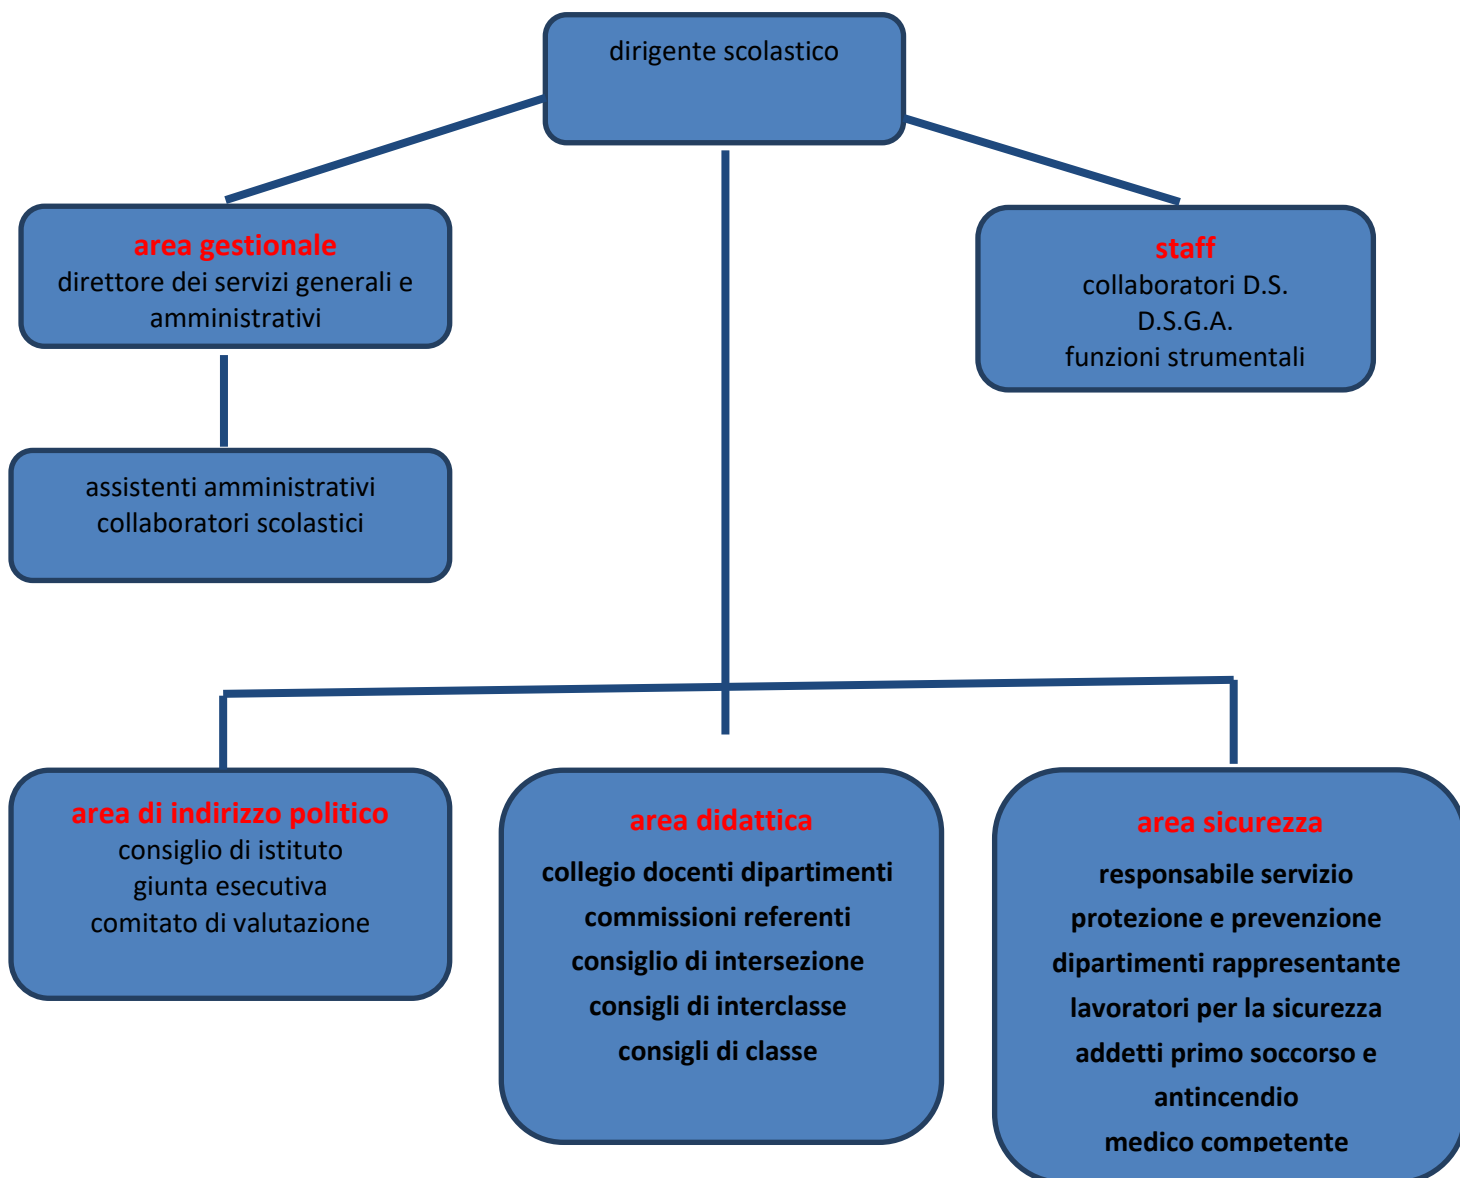 dirigente scolastico
area gestionale
direttore dei servizi generali e
amministrativi
staff
collaboratori D.S.
D.S.G.A.
funzioni strumentali
assistenti amministrativi
collaboratori scolastici
area di indirizzo politico
consiglio di istituto
giunta esecutiva
comitato di valutazione
area didattica
collegio docenti dipartimenti
commissioni referenti
consiglio di intersezione
consigli di interclasse
consigli di classe
area sicurezza
responsabile servizio
protezione e prevenzione
dipartimenti rappresentante
lavoratori per la sicurezza
addetti primo soccorso e
antincendio
medico competente